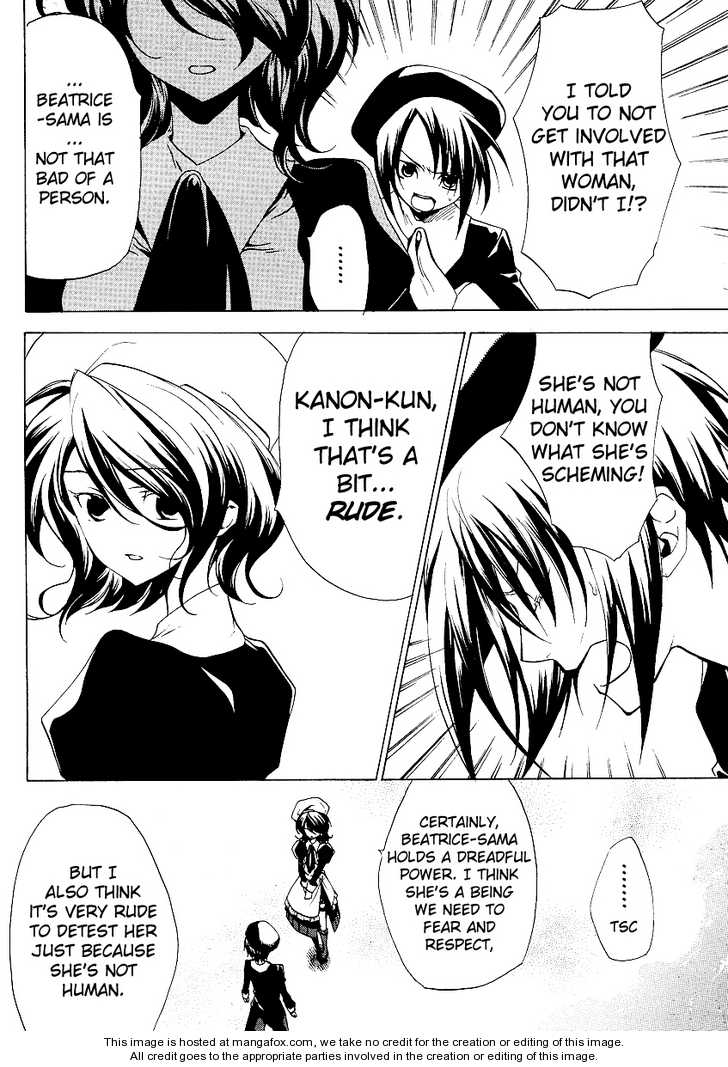 I TOLD
YOU TO NOT
GET INVOLVED
WITH THAT
WOMAN,
DIDN'T I!?
......
...
BEATRICE
-SAMA IS
...
NOT THAT
BAD OF A
PERSON.
SHE'S NOT
HUMAN, YOU
DON'T KNOW
WHAT SHE'S
SCHEMING!
KANON-KUN,
I THINK
THAT'S A
BIT...
RUDE.
......
TSC
CERTAINLY,
BEATRICE-SAMA
HOLDS A DREADFUL
POWER. I THINK
SHE'S A BEING
WE NEED TO
FEAR AND
RESPECT,
BUT I
ALSO THINK
IT'S VERY RUDE
TO DETEST HER
JUST BECAUSE
SHE'S NOT
HUMAN.
This image is hosted at mangafox.com, we take no credit for the creation or editing of this image.
All credit goes to the appropriate parties involved in the creation or editing of this image.